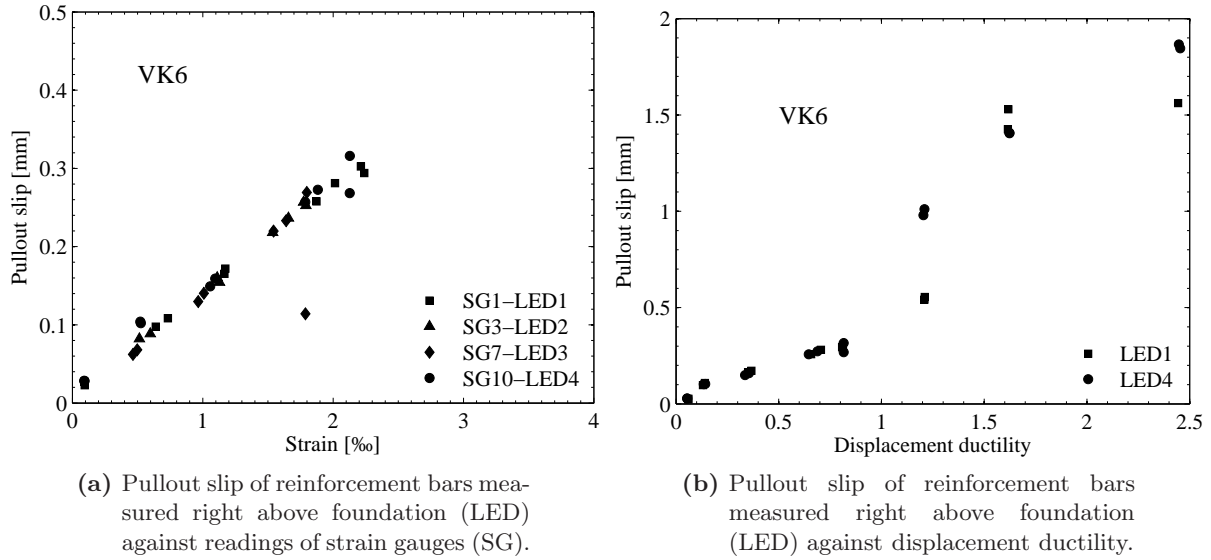 0.5
0.4
0.3
0.2
0.1
0
Pullout slip [mm]
VK6
SG1–LED1
SG3–LED2
SG7–LED3
SG10–LED4
0 1 2 3 4
Strain [‰]
(a) Pullout slip of reinforcement bars mea-
sured right above foundation (LED)
against readings of strain gauges (SG).
2
1.5
1
0.5
0
Pullout slip [mm]
VK6
LED1
LED4
0 0.5 1 1.5 2 2.5
Displacement ductility
(b) Pullout slip of reinforcement bars
measured right above foundation
(LED) against displacement ductility.